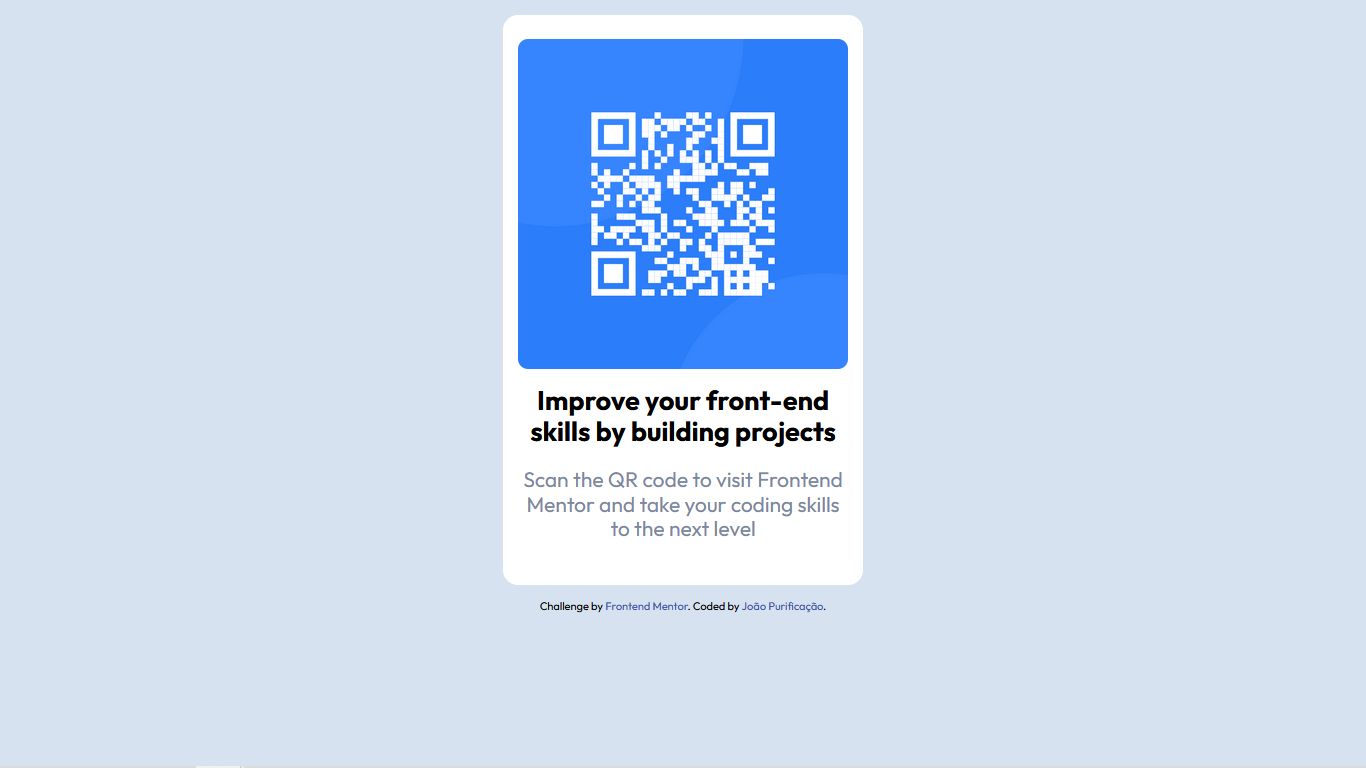 Improve your front-end
skills by building projects
Scan the QR code to visit Frontend
Mentor and take your coding skills
to the next level
Challenge by Frontend Mentor. Coded by João Purificação.